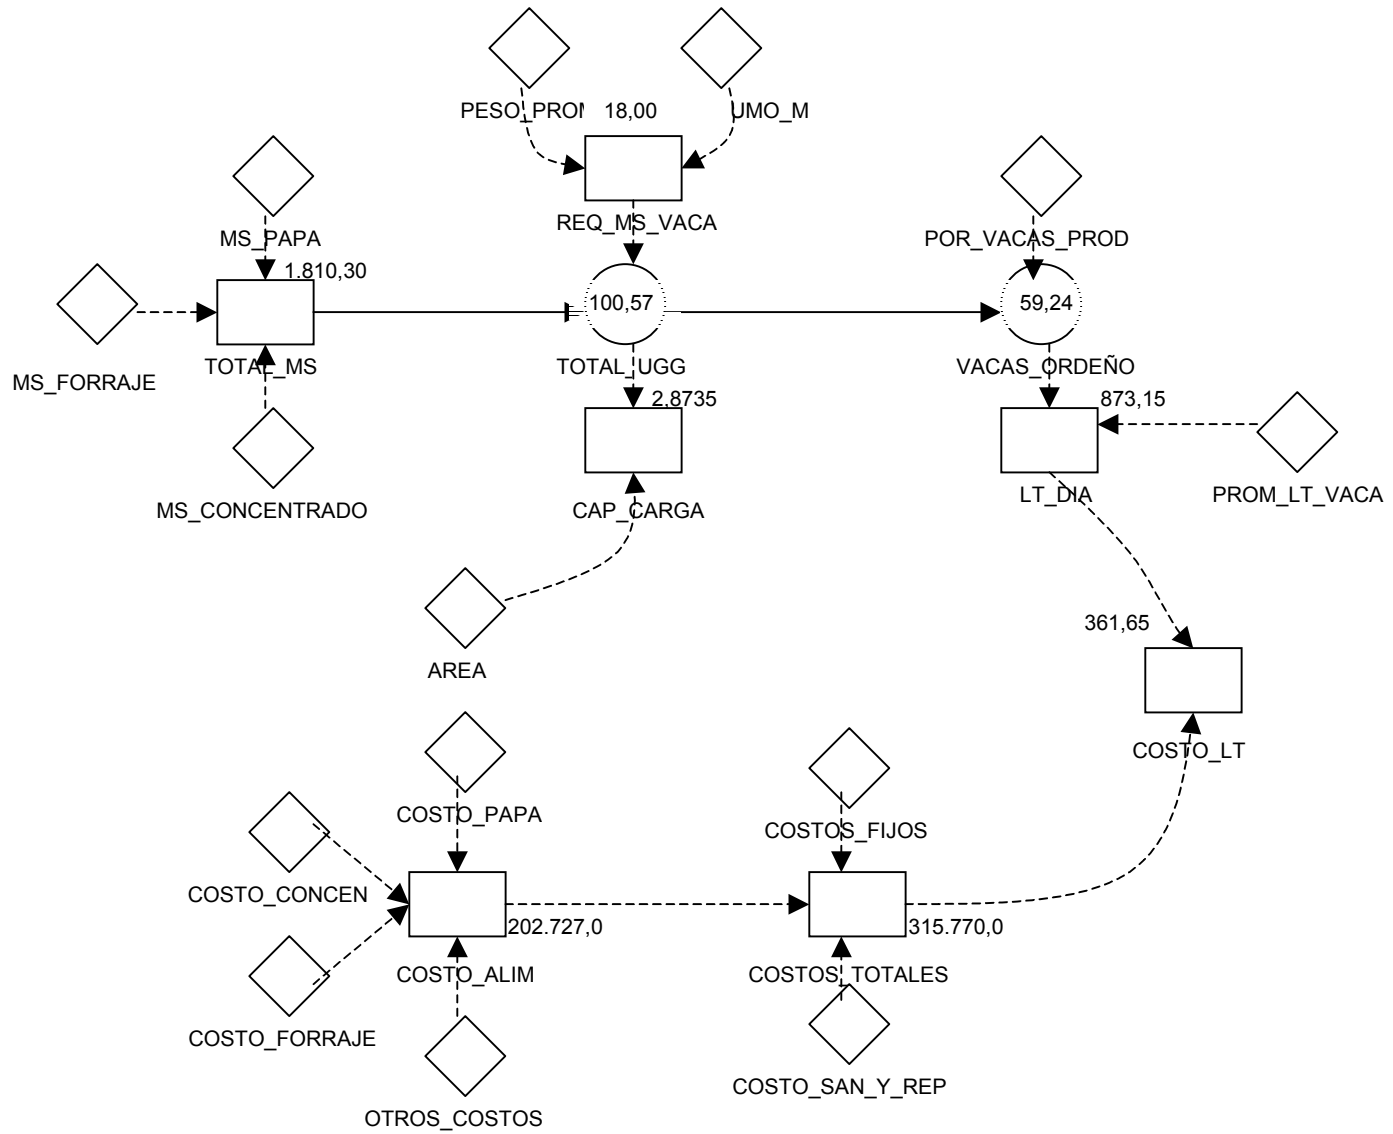 PESO_PRO
18,00
UMO_M
MS_PAPA
REQ_MS_VACA
POR_VACAS_PROD
1.810,30
100,57
59,24
TOTAL_MS
TOTAL_UGG
VACAS_ORDEÑO
MS_FORRAJE
2,8735
873,15
MS_CONCENTRADO
CAP_CARGA
LT_DIA
PROM_LT_VACA
361,65
AREA
COSTO_LT
COSTO_PAPA
COSTOS_FIJOS
COSTO_CONCEN
202.727,0
315.770,0
COSTO_ALIM
COSTOS_TOTALES
COSTO_FORRAJE
COSTO_SAN_Y_REP
OTROS_COSTOS